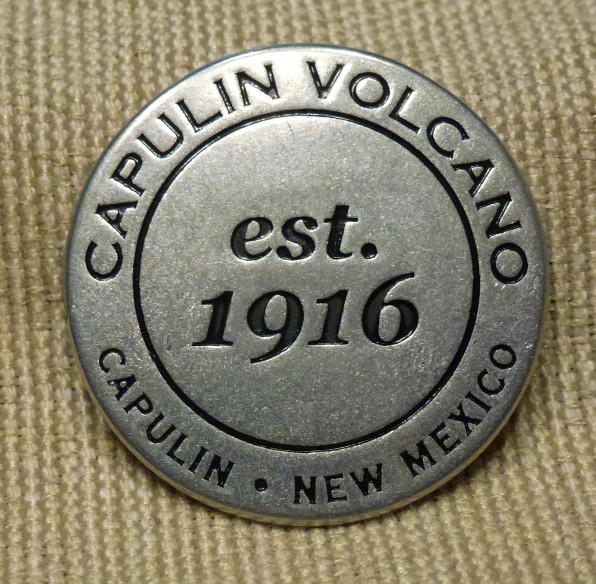 CAPULIN VOLCANO
est.
1916
CAPULIN • NEW MEXICO